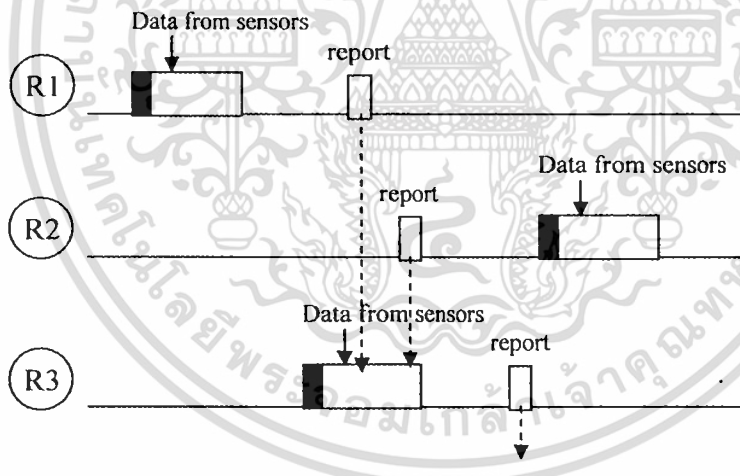 Data from sensors
report
R1
Data from sensors
report
R2
Data from sensors
report
R3